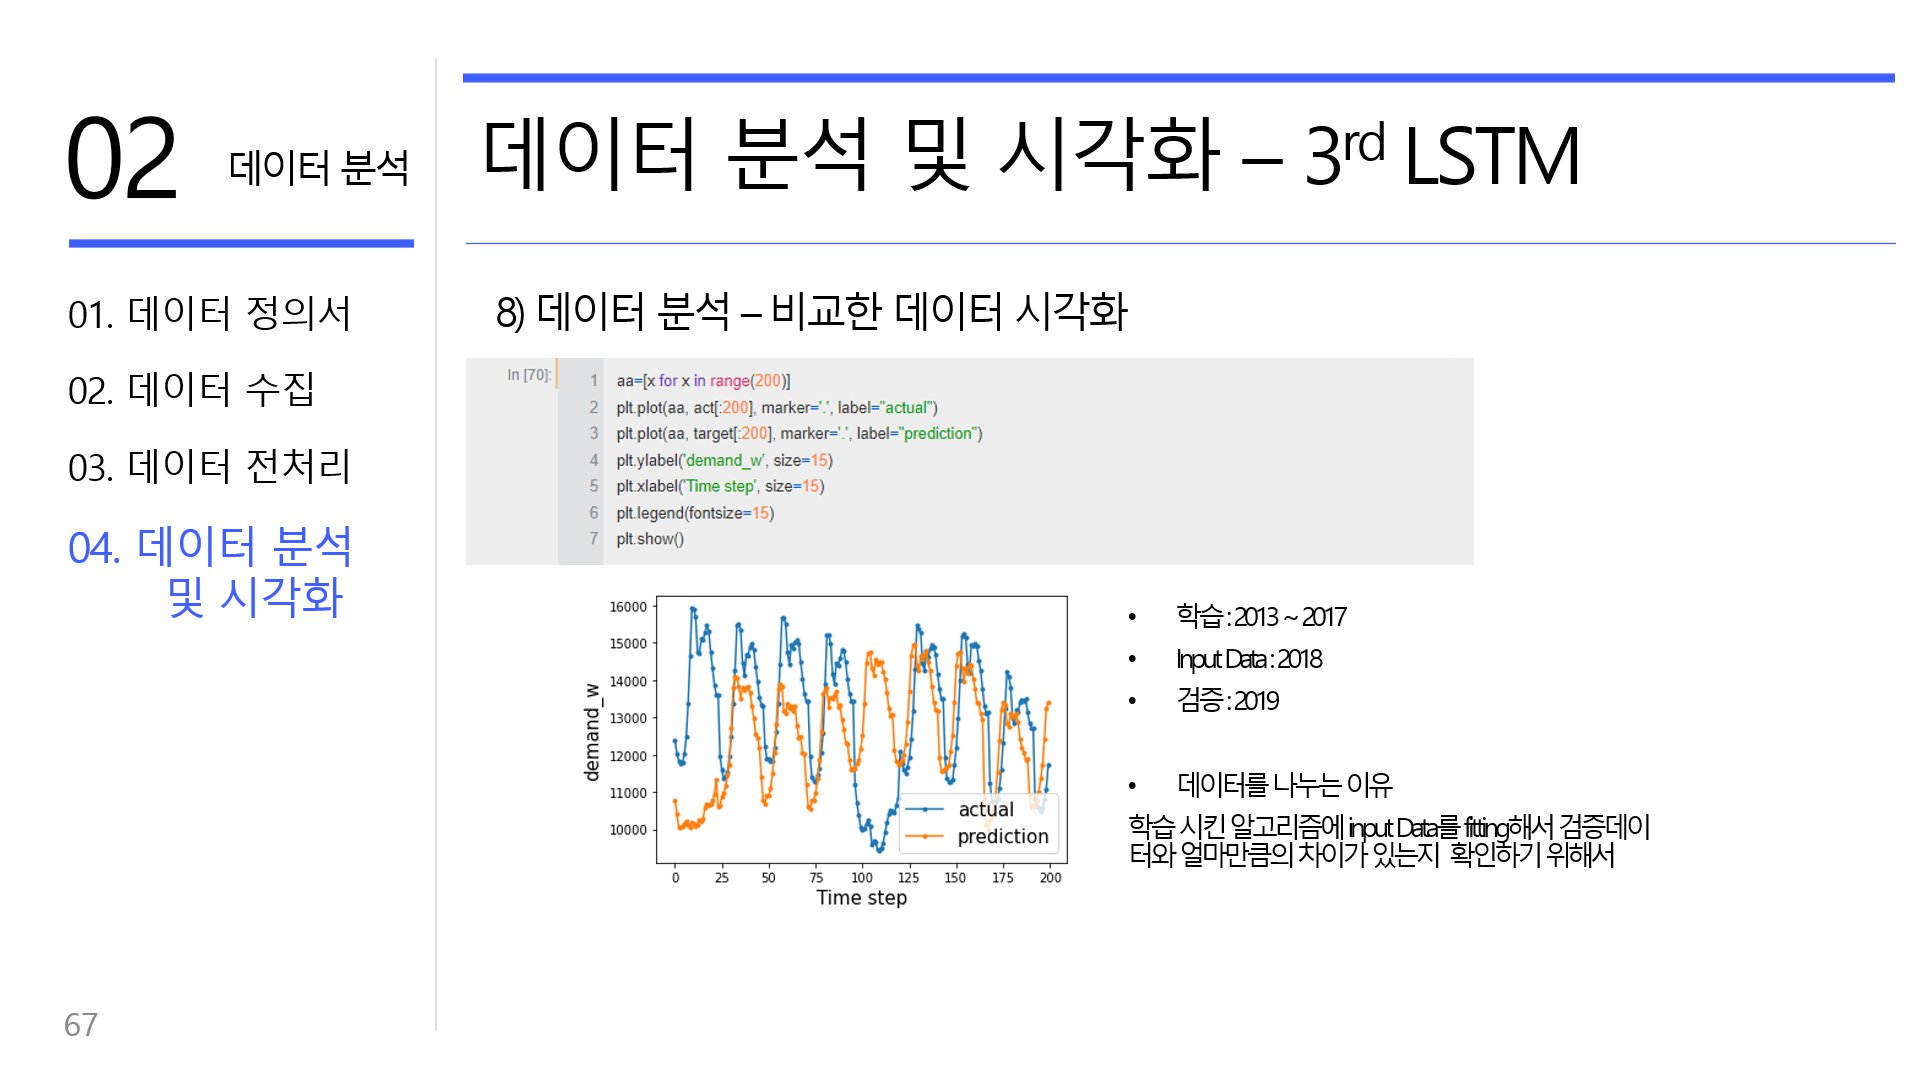 02 데이터 분석
01. 데이터 정의서
02. 데이터 수집
03. 데이터 전처리
04. 데이터 분석
및 시각화
67
데이터 분석 및 시각화 – 3rd LSTM
8) 데이터 분석 – 비교한 데이터 시각화
In [70]:
1 aa=[x for x in range(200)]
2 plt.plot(aa, act[:200], marker='.', label="actual")
3 plt.plot(aa, target[:200], marker='.', label="prediction")
4 plt.ylabel('demand_w', size=15)
5 plt.xlabel('Time step', size=15)
6 plt.legend(fontsize=15)
7 plt.show()
demand_w
16000
15000
14000
13000
12000
11000
10000
actual
prediction
0 25 50 75 100 125 150 175 200
Time step
• 학습 : 2013 ~ 2017
• Input Data : 2018
• 검증 : 2019
• 데이터를 나누는 이유
학습 시킨 알고리즘에 input Data를 fitting해서 검증데이
터와 얼마만큼의 차이가 있는지 확인하기 위해서